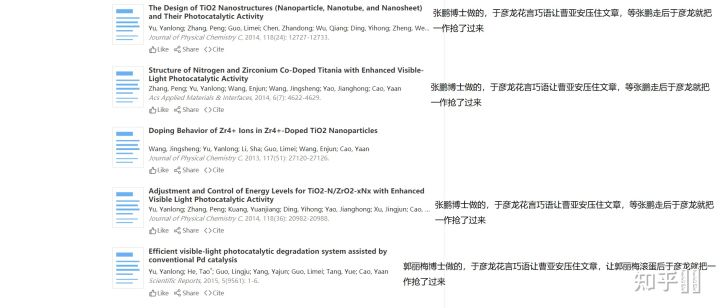 The Design of TiO2 Nanostructures (Nanoparticle, Nanotube, and Nanosheet)
and Their Photocatalytic Activity
Yu, Yanlong; Zhang, Peng; Guo, Limei; Chen, Zhandong; Wu, Qiang; Ding, Yihong; Zheng, We...
Journal of Physical Chemistry C, 2014, 118(24): 12727-12733.
Like Share <>Cite
张鹏博士做的，于彦龙花言巧语让曹亚安压住文章，等张鹏走后于彦龙就把
一作抢了过来
Structure of Nitrogen and Zirconium Co-Doped Titania with Enhanced Visible-
Light Photocatalytic Activity
Zhang, Peng; Yu, Yanlong; Wang, Enjun; Wang, Jingsheng; Yao, Jianghong; Cao, Yaan
Acs Applied Materials & Interfaces, 2014, 6(7): 4622-4629.
Like Share <>Cite
张鹏博士做的，于彦龙花言巧语让曹亚安压住文章，等张鹏走后于彦龙就把
一作抢了过来
Doping Behavior of Zr4+ Ions in Zr4+-Doped TiO2 Nanoparticles
Wang, Jingsheng; Yu, Yanlong; Li, Sha; Guo, Limei; Wang, Enjun; Cao, Yaan
Journal of Physical Chemistry C, 2013, 117(51): 27120-27126.
Like Share <>Cite
Adjustment and Control of Energy Levels for TiO2-N/ZrO2-xNx with Enhanced
Visible Light Photocatalytic Activity
Yu, Yanlong; Zhang, Peng; Kuang, Yuanjiang; Ding, Yihong; Yao, Jianghong; Xu, Jingjun; Cao, ...
Journal of Physical Chemistry C, 2014, 118(36): 20982-20988.
Like Share <>Cite
张鹏博士做的，于彦龙花言巧语让曹亚安压住文章，等张鹏走后于彦龙就把
一作抢了过来
Efficient visible-light photocatalytic degradation system assisted by
conventional Pd catalysis
Yu, Yanlong; He, Tao*; Guo, Lingju; Yang, Yajun; Guo, Limei; Tang, Yue; Cao, Yaan
Scientific Reports, 2015, 5(9561): 1-6.
Like Share <>Cite
郭丽梅博士做的，于彦龙花言巧语让曹亚安压住文章，让郭丽梅滚蛋后于彦龙就把一
作抢了过来
知乎